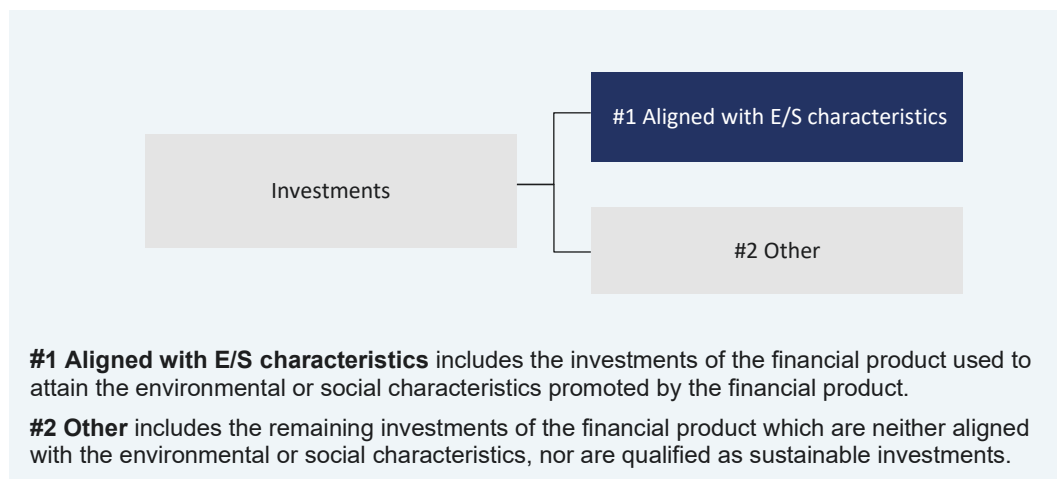 #1 Aligned with E/S characteristics
Investments
#2 Other
#1 Aligned with E/S characteristics includes the investments of the financial product used to
attain the environmental or social characteristics promoted by the financial product.
#2 Other includes the remaining investments of the financial product which are neither aligned
with the environmental or social characteristics, nor are qualified as sustainable investments.